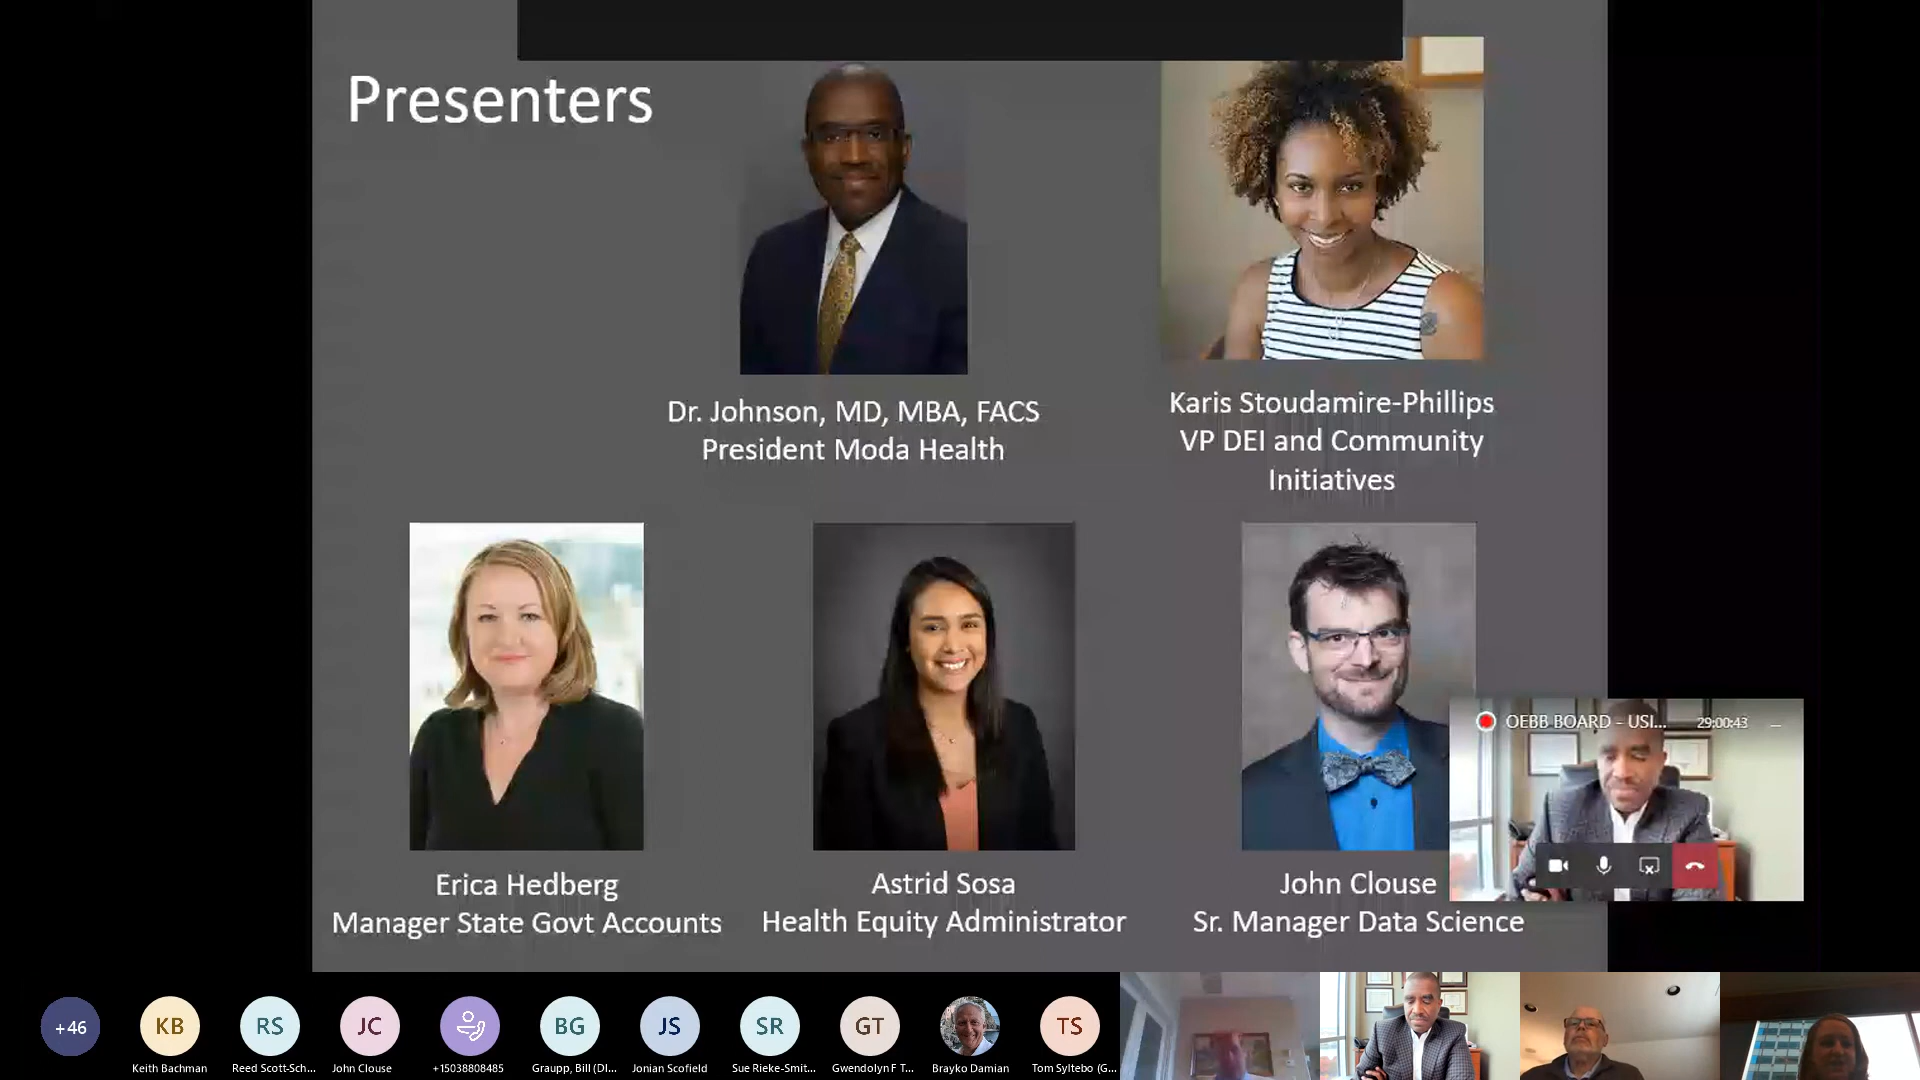 Presenters
Dr. Johnson, MD, MBA, FACS
President Moda Health
Karis Stoudamire-Phillips
VP DEI and Community
Initiatives
Erica Hedberg
Manager State Govt Accounts
Astrid Sosa
Health Equity Administrator
John Clouse
Sr. Manager Data Science
OEBB BOARD - USI... 29:00:43
+46
KB
RS
JC
BG
JS
SR
GT
TS
Keith Bachman
Reed Scott-Sch...
John Clouse
+15038808485
Graupp, Bill (DI...
Jonian Scofield
Sue Rieke-Smit...
Gwendolyn F T...
Brayko Damian
Tom Syltebo (G...